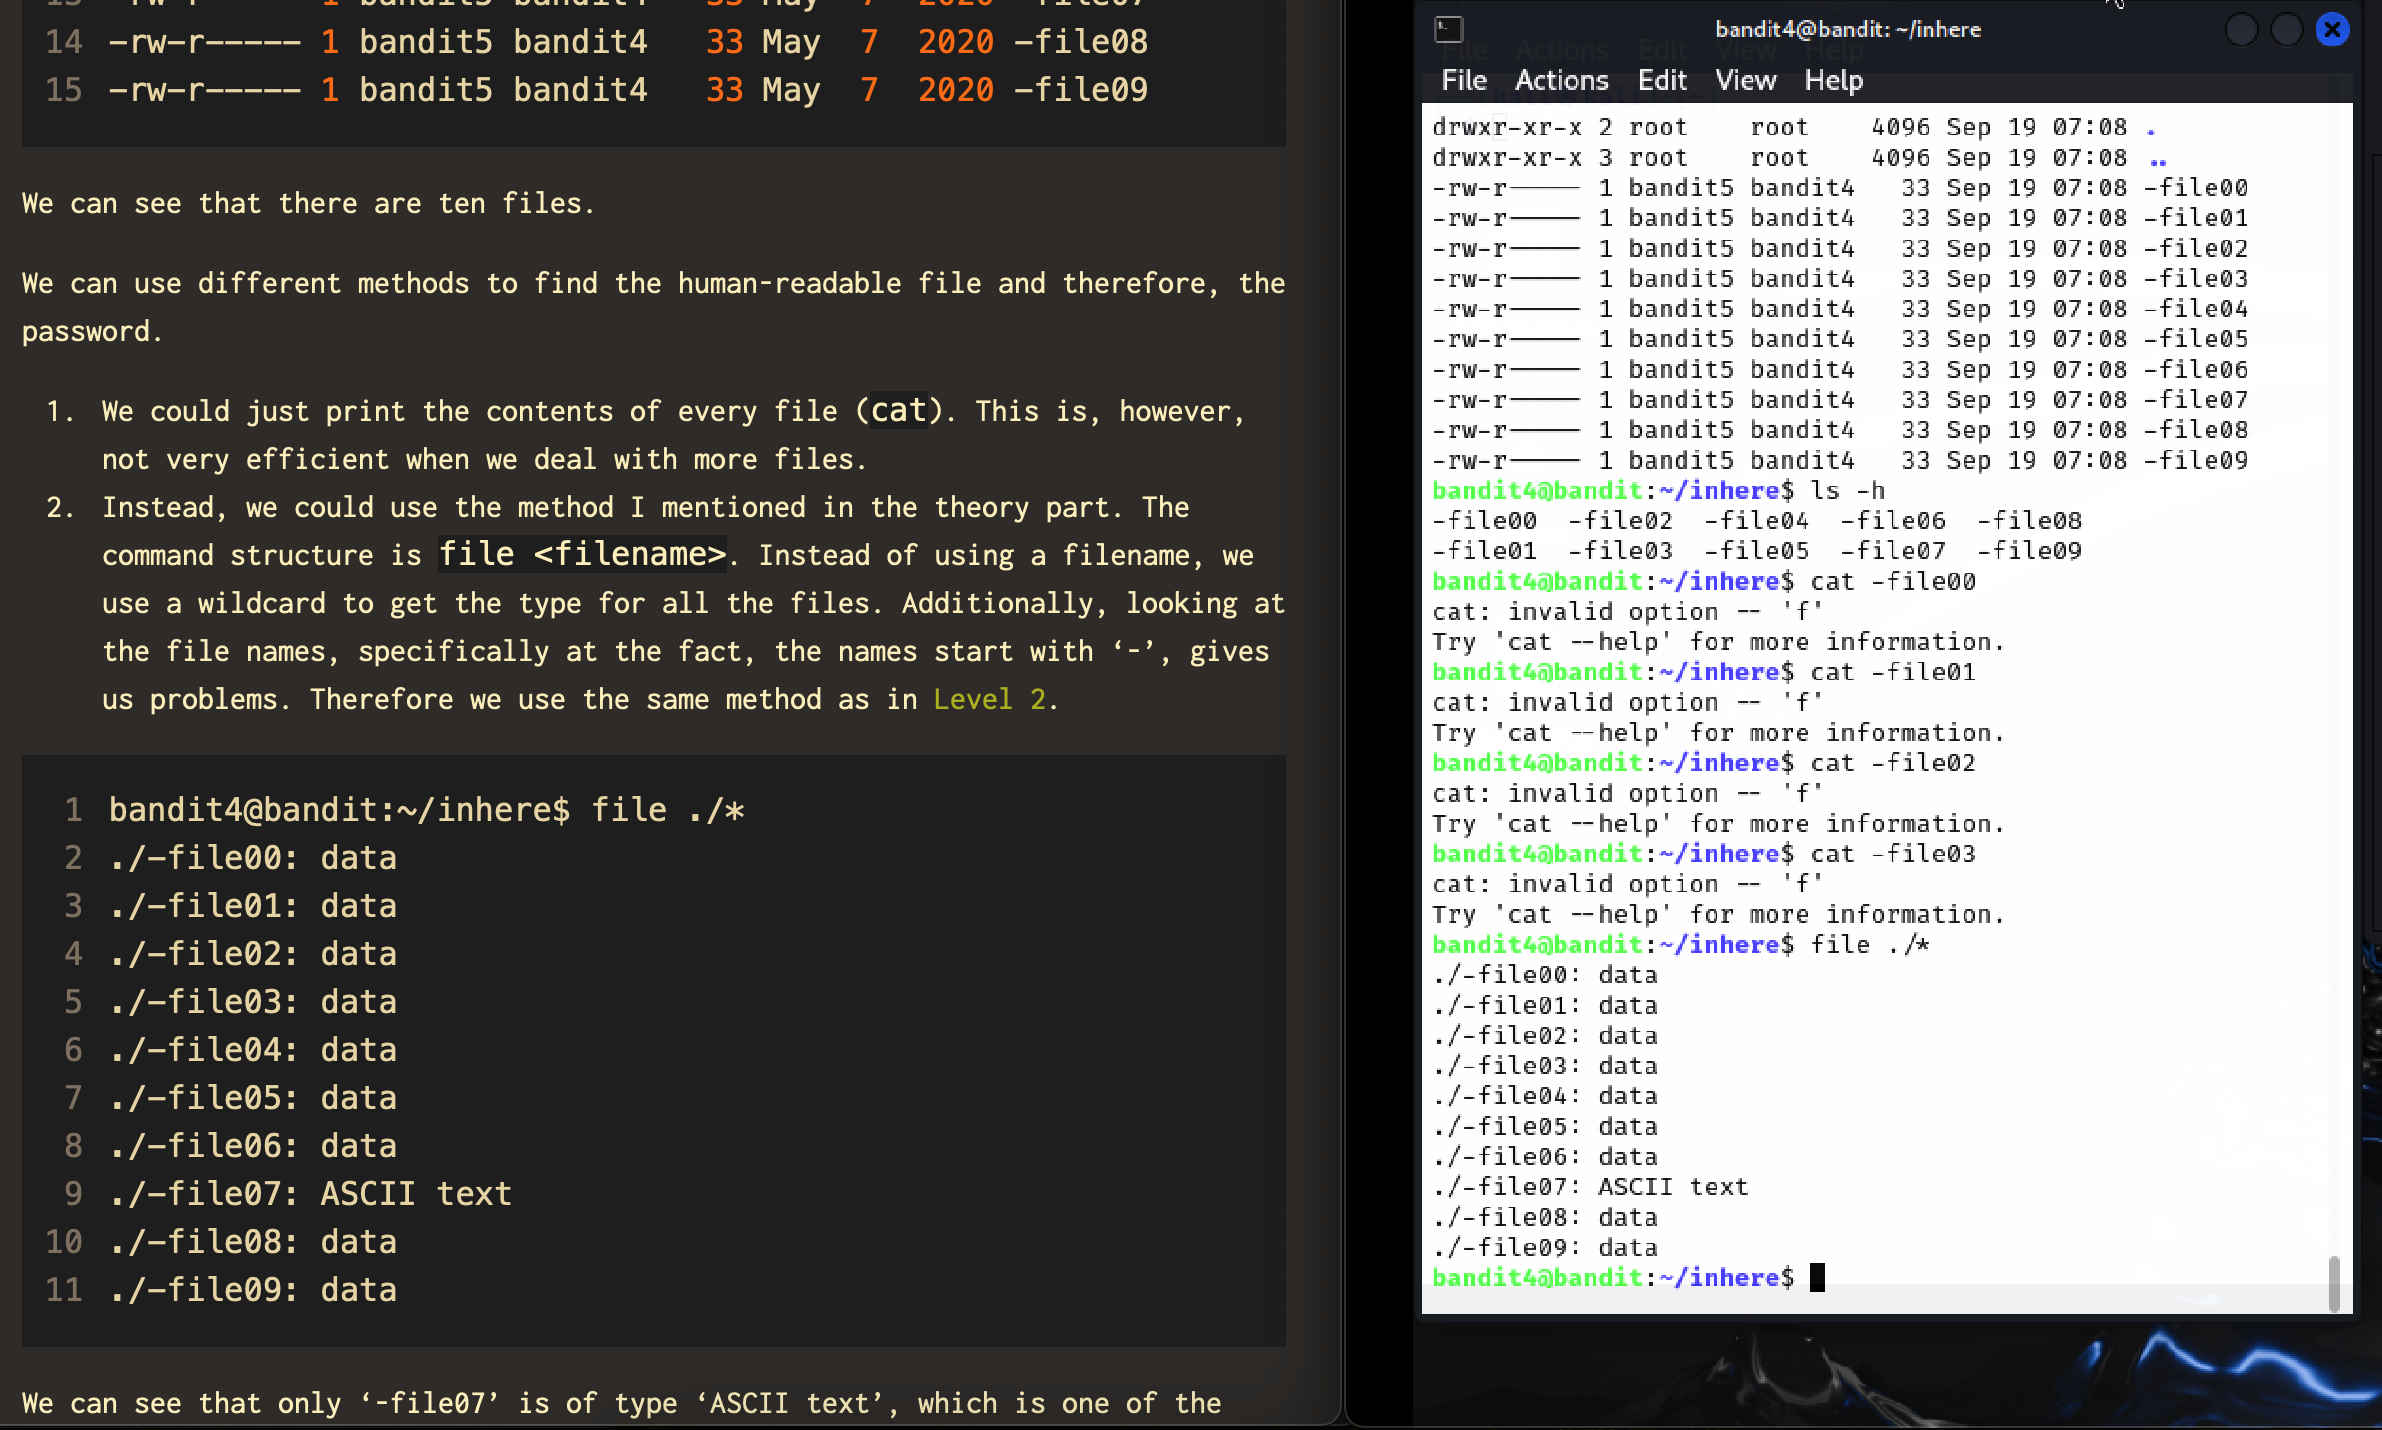 14 -rw-r----- 1 bandit5 bandit4   33 May  7  2020 -file08
15 -rw-r----- 1 bandit5 bandit4   33 May  7  2020 -file09
We can see that there are ten files.
We can use different methods to find the human-readable file and therefore, the
password.
1. We could just print the contents of every file (cat). This is, however,
not very efficient when we deal with more files.
2. Instead, we could use the method I mentioned in the theory part. The
command structure is file <filename>. Instead of using a filename, we
use a wildcard to get the type for all the files. Additionally, looking at
the file names, specifically at the fact, the names start with ‘-’, gives
us problems. Therefore we use the same method as in Level 2.
1 bandit4@bandit:~/inhere$ file ./*
2 ./-file00: data
3 ./-file01: data
4 ./-file02: data
5 ./-file03: data
6 ./-file04: data
7 ./-file05: data
8 ./-file06: data
9 ./-file07: ASCII text
10 ./-file08: data
11 ./-file09: data
We can see that only ‘-file07’ is of type ‘ASCII text’, which is one of the
bandit4@bandit: ~/inhere
File Actions Edit View Help
drwxr-xr-x 2 root    root    4096 Sep 19 07:08 .
drwxr-xr-x 3 root    root    4096 Sep 19 07:08 ..
-rw-r----- 1 bandit5 bandit4   33 Sep 19 07:08 -file00
-rw-r----- 1 bandit5 bandit4   33 Sep 19 07:08 -file01
-rw-r----- 1 bandit5 bandit4   33 Sep 19 07:08 -file02
-rw-r----- 1 bandit5 bandit4   33 Sep 19 07:08 -file03
-rw-r----- 1 bandit5 bandit4   33 Sep 19 07:08 -file04
-rw-r----- 1 bandit5 bandit4   33 Sep 19 07:08 -file05
-rw-r----- 1 bandit5 bandit4   33 Sep 19 07:08 -file06
-rw-r----- 1 bandit5 bandit4   33 Sep 19 07:08 -file07
-rw-r----- 1 bandit5 bandit4   33 Sep 19 07:08 -file08
-rw-r----- 1 bandit5 bandit4   33 Sep 19 07:08 -file09
bandit4@bandit:~/inhere$ ls -h
-file00  -file02  -file04  -file06  -file08
-file01  -file03  -file05  -file07  -file09
bandit4@bandit:~/inhere$ cat -file00
cat: invalid option -- 'f'
Try 'cat --help' for more information.
bandit4@bandit:~/inhere$ cat -file01
cat: invalid option -- 'f'
Try 'cat --help' for more information.
bandit4@bandit:~/inhere$ cat -file02
cat: invalid option -- 'f'
Try 'cat --help' for more information.
bandit4@bandit:~/inhere$ cat -file03
cat: invalid option -- 'f'
Try 'cat --help' for more information.
bandit4@bandit:~/inhere$ file ./*
./-file00: data
./-file01: data
./-file02: data
./-file03: data
./-file04: data
./-file05: data
./-file06: data
./-file07: ASCII text
./-file08: data
./-file09: data
bandit4@bandit:~/inhere$